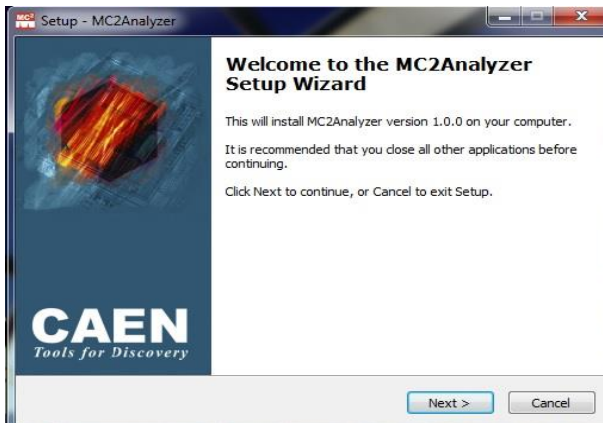 MC²
Setup - MC2Analyzer
Welcome to the MC2Analyzer
Setup Wizard
This will install MC2Analyzer version 1.0.0 on your computer.
It is recommended that you close all other applications before
continuing.
Click Next to continue, or Cancel to exit Setup.
CAEN
Tools for Discovery
Next >
Cancel